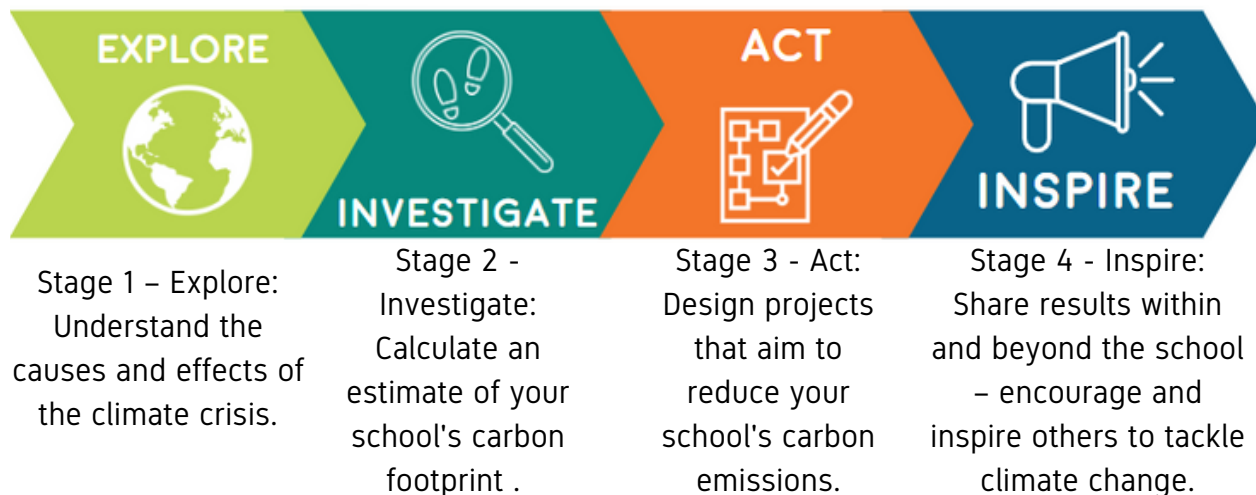 EXPLORE
INVESTIGATE
ACT
INSPIRE
Stage 1 – Explore:
Understand the
causes and effects of
the climate crisis.
Stage 2 -
Investigate:
Calculate an
estimate of your
school's carbon
footprint .
Stage 3 - Act:
Design projects
that aim to
reduce your
school's carbon
emissions.
Stage 4 - Inspire:
Share results within
and beyond the school
– encourage and
inspire others to tackle
climate change.